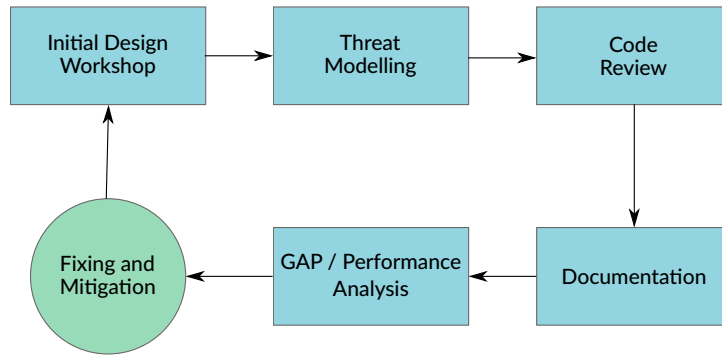 Initial Design
Workshop
Threat
Modelling
Code
Review
Fixing and
Mitigation
GAP / Performance
Analysis
Documentation